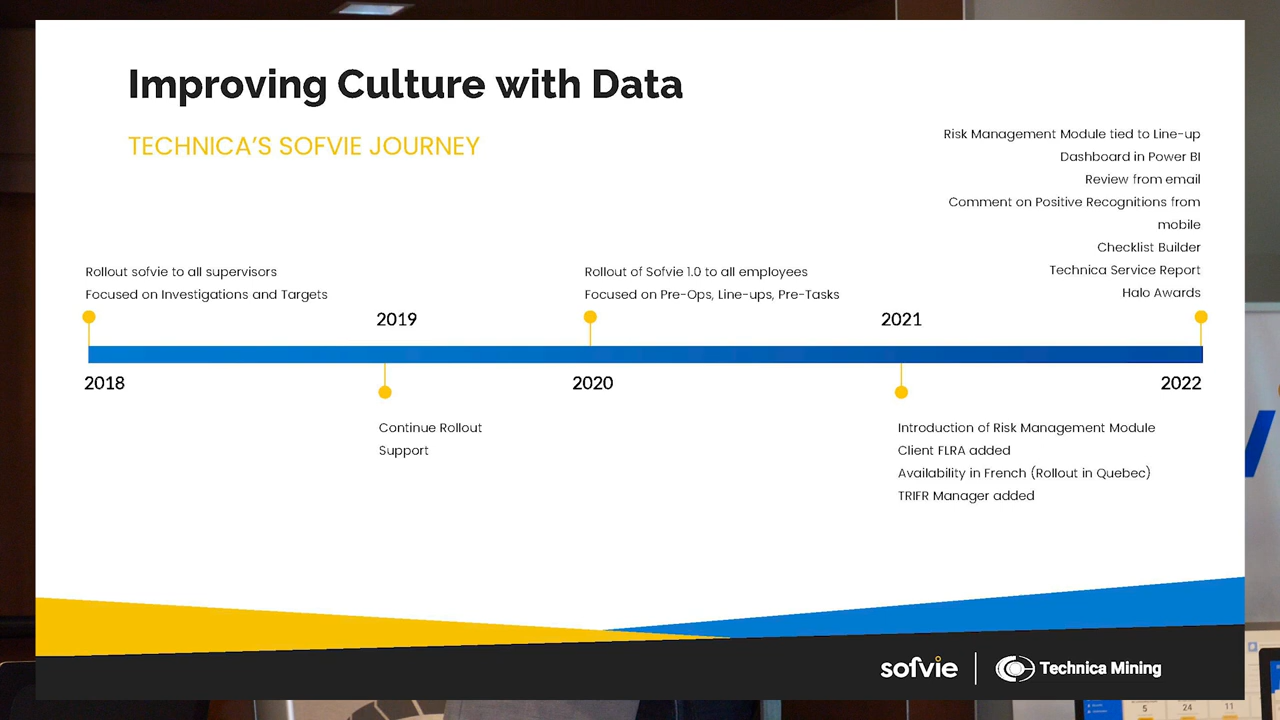 Improving Culture with Data
TECHNICA'S SOFVIE JOURNEY
Risk Management Module tied to Line-up
Dashboard in Power BI
Review from email
Comment on Positive Recognitions from
mobile
Checklist Builder
Technica Service Report
Halo Awards
Rollout sofvie to all supervisors
Focused on Investigations and Targets
Rollout of Sofvie 1.0 to all employees
Focused on Pre-Ops, Line-ups, Pre-Tasks
2019
2021
2018
2020
2022
Continue Rollout
Support
Introduction of Risk Management Module
Client FLRA added
Availability in French (Rollout in Quebec)
TRIFR Manager added
sofvie
Technica Mining
5
24
11